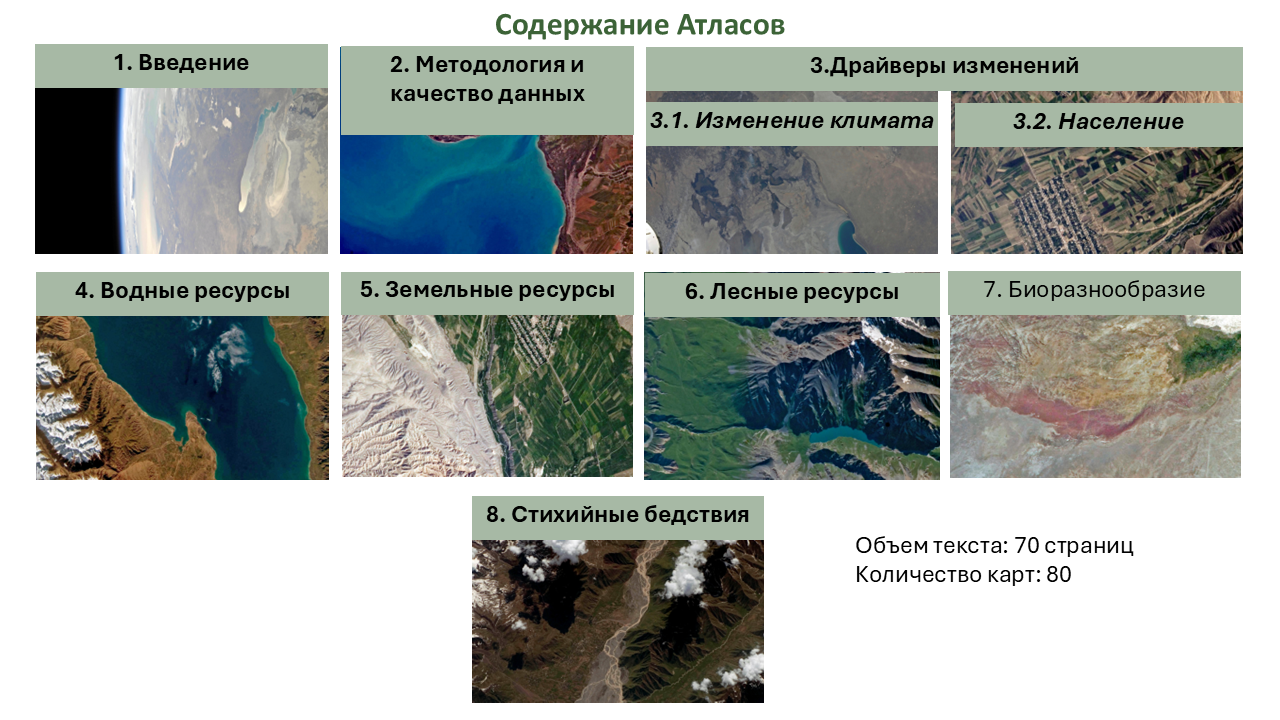 Содержание Атласов
1. Введение
2. Методология и
качество данных
3.Драйверы изменений
3.1. Изменение климата
3.2. Население
4. Водные ресурсы
5. Земельные ресурсы
6. Лесные ресурсы
7. Биоразнообразие
8. Стихийные бедствия
Объем текста: 70 страниц
Количество карт: 80